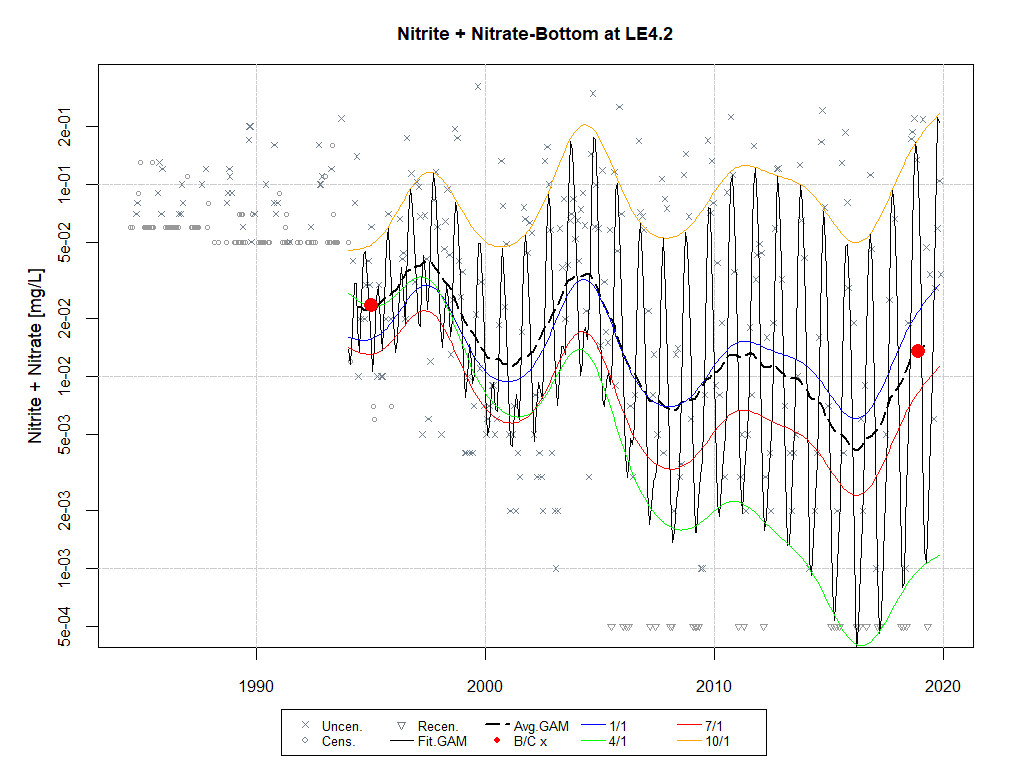 Nitrite + Nitrate-Bottom at LE4.2
Nitrite + Nitrate [mg/L]
2e-01
1e-01
5e-02
2e-02
1e-02
5e-03
2e-03
1e-03
5e-04
1990 2000 2010 2020
Uncen. Recen. Avg.GAM 1/1 7/1
Cens. Fit.GAM B/C x 4/1 10/1